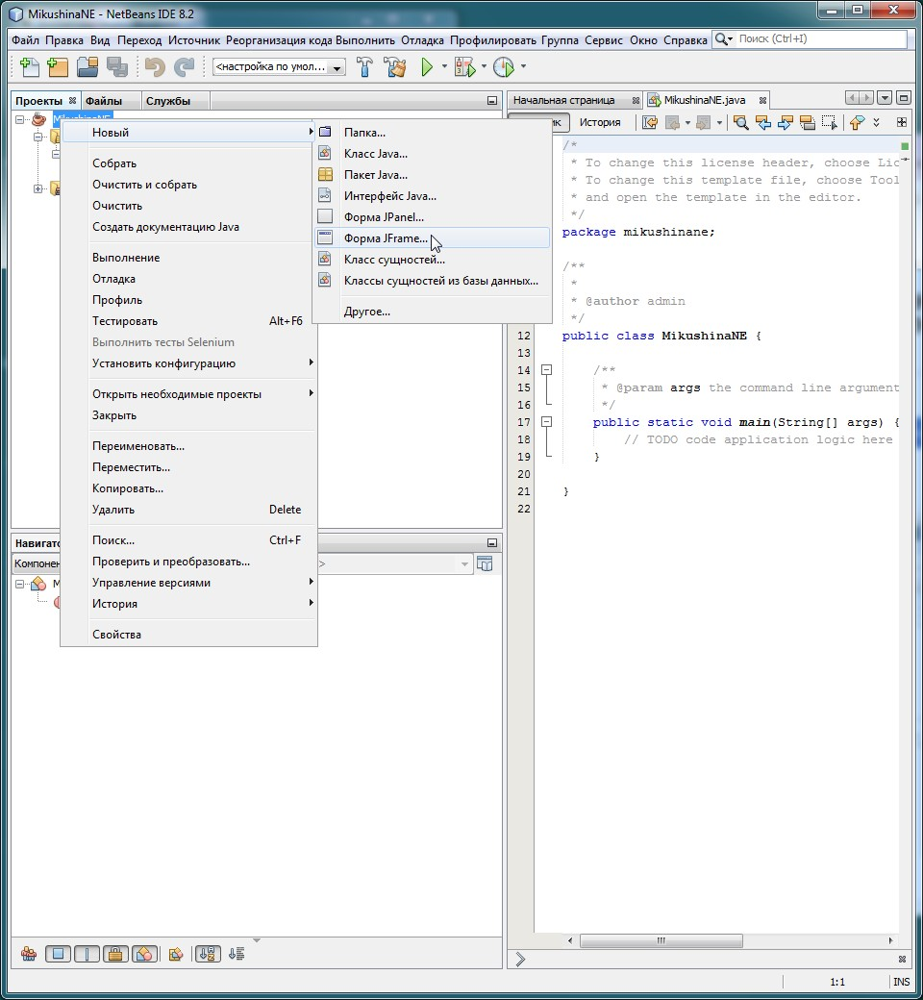 MikushinaNE - NetBeans IDE 8.2
Файл Правка Вид Переход Источник Реорганизация кода Выполнить Отладка Профилировать Группа Сервис Окно Справка Поиск (Ctrl+I)
<настройка по умол...
Проекты Файлы Службы
MikushinaNE
Новый
Собрать
Очистить и собрать
Очистить
Создать документацию Java
Выполнение
Отладка
Профиль
Тестировать Alt+F6
Выполнить тесты Selenium
Установить конфигурацию
Открыть необходимые проекты
Закрыть
Переименовать...
Переместить...
Копировать...
Удалить Delete
Поиск... Ctrl+F
Проверить и преобразовать...
Управление версиями
История
Свойства
Папка...
Класс Java...
Пакет Java...
Интерфейс Java...
Форма JPanel...
Форма JFrame...
Класс сущностей...
Классы сущностей из базы данных...
Другое...
Начальная страница MikushinaNE.java
История
/*
* To change this license header, choose Lic
* To change this template file, choose Tool
* and open the template in the editor.
*/
package mikushinane;
/**
*
* @author admin
*/
12 public class MikushinaNE {
13
14 /**
15 * @param args the command line argument
16 */
17 public static void main(String[] args) {
18 // TODO code application logic here
19 }
20
21 }
22
Навигато
Компонен >
M
1:1 INS